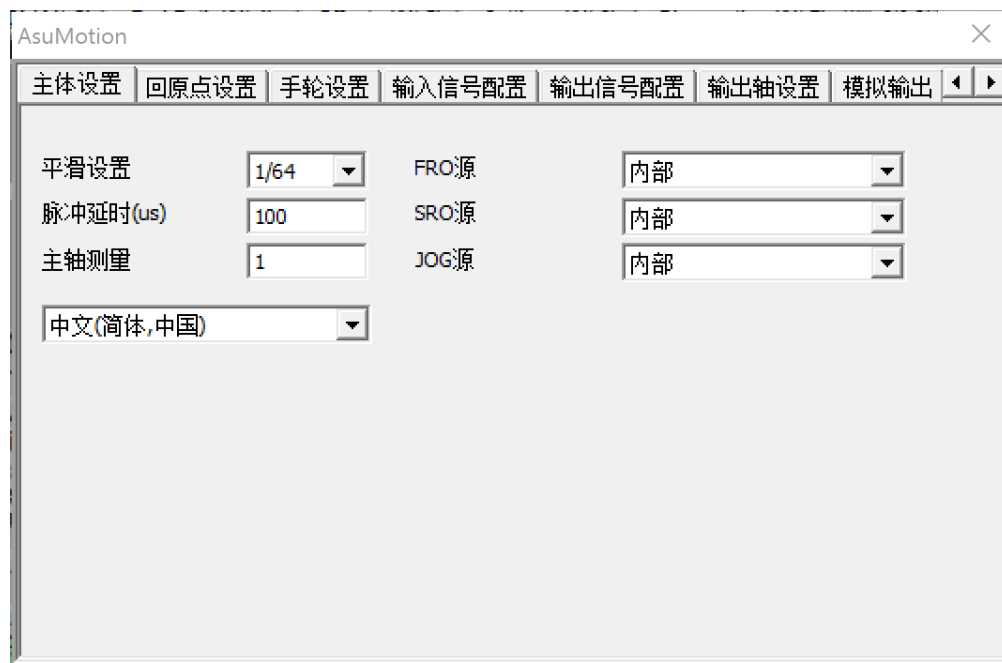 AsuMotion
主体设置 回原点设置 手轮设置 输入信号配置 输出信号配置 输出轴设置 模拟输出
平滑设置 1/64 FRO源 内部
脉冲延时(us) 100 SRO源 内部
主轴测量 1 JOG源 内部
中文(简体,中国)